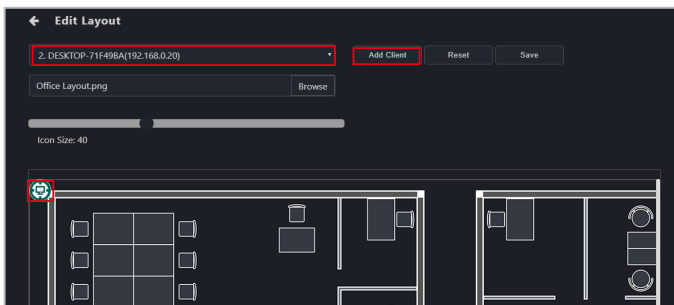 Edit Layout
2. DESKTOP-71F49BA(192.168.0.20)
Add Client Reset Save
Office Layout.png Browse
Icon Size: 40